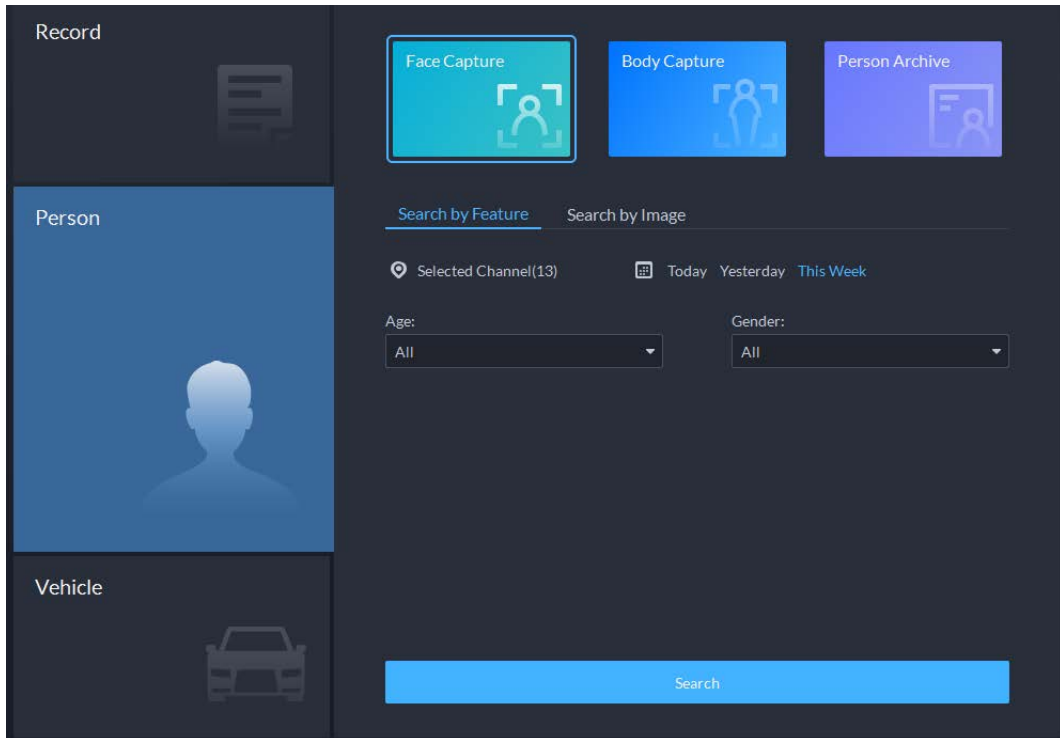 Record
Person
Vehicle
Face Capture
Body Capture
Person Archive
Search by Feature
Search by Image
Selected Channel(13)
Today Yesterday This Week
Age:
Gender:
All
All
Search